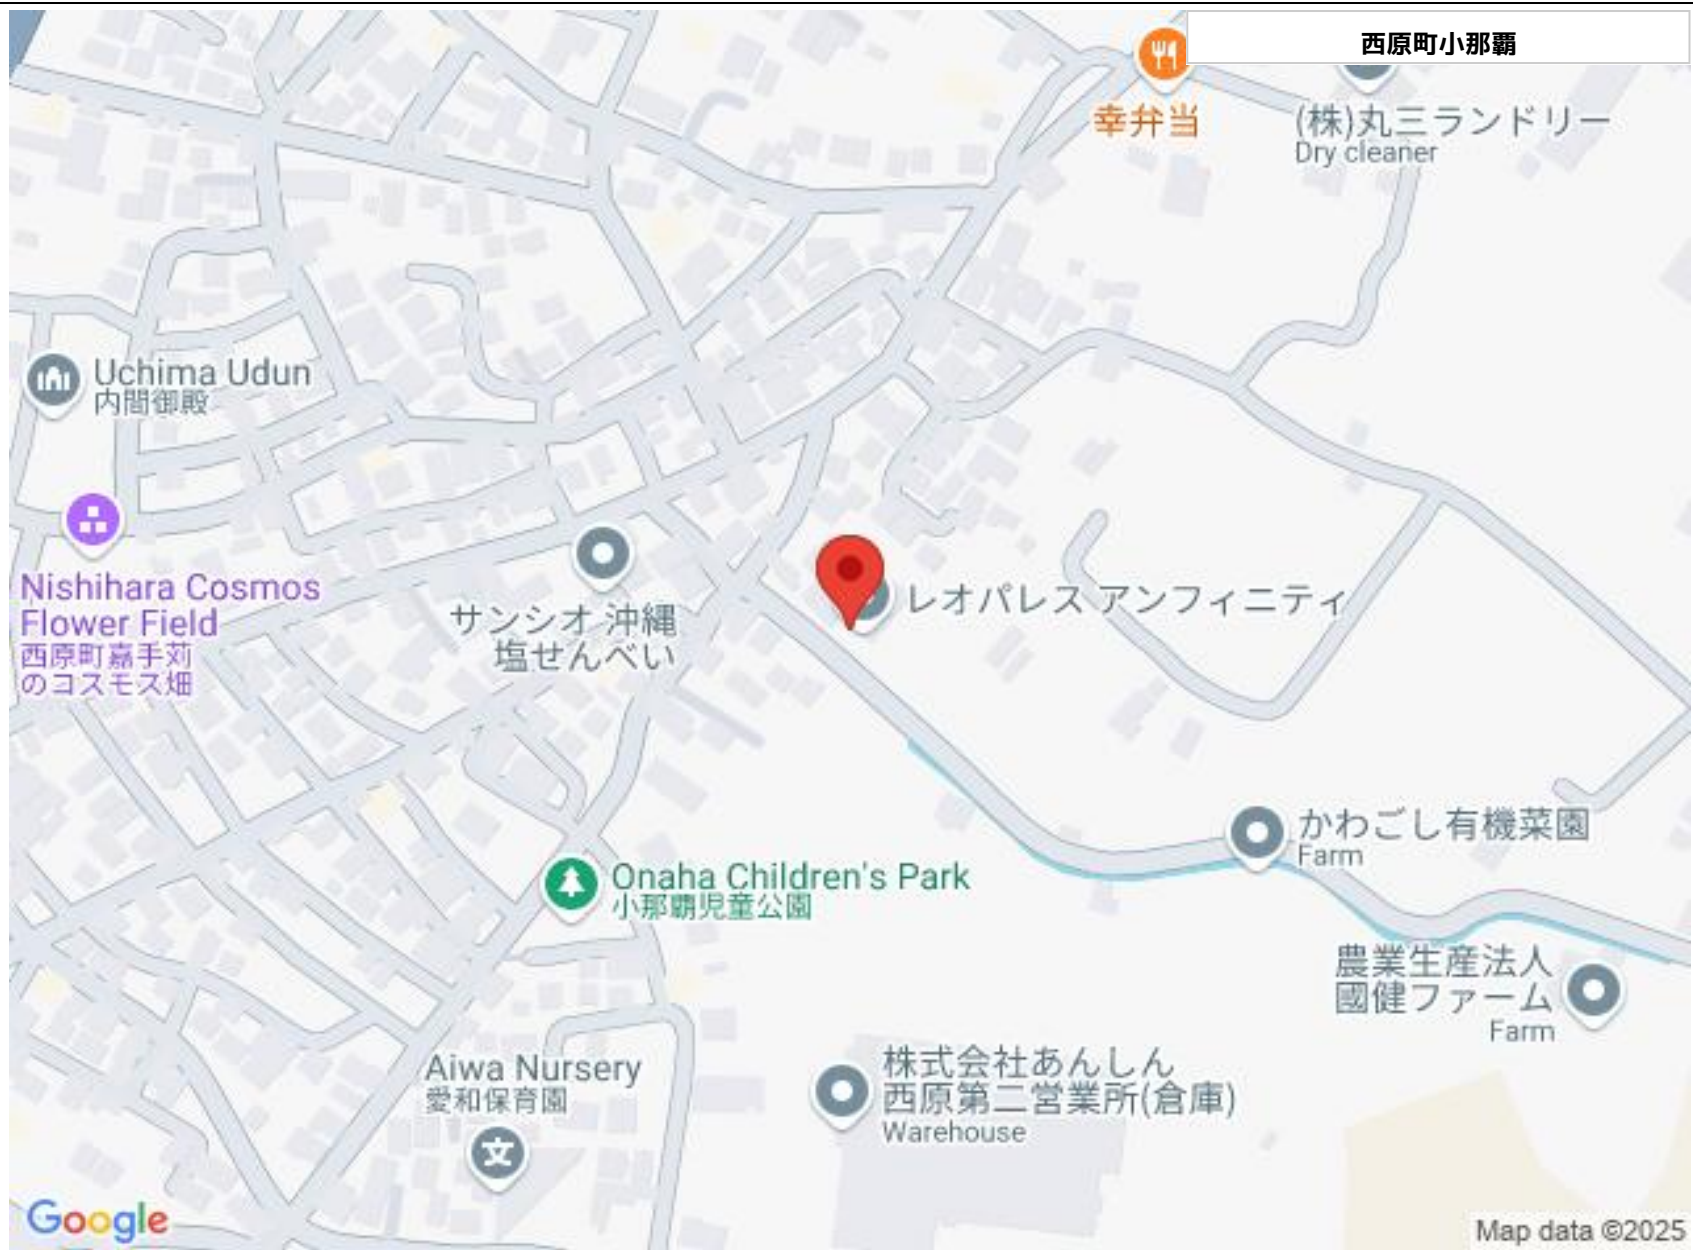 西原町小那覇
幸弁当
(株)丸三ランドリー
Dry cleaner
Uchima Udun
内間御殿
Nishihara Cosmos
Flower Field
西原町嘉手苅
のコスモス畑
サンシオ 沖縄
塩せんべい
レオパレス アンフィニティ
かわごし有機菜園
Farm
Onaha Children's Park
小那覇児童公園
農業生産法人
國健ファーム
Farm
Aiwa Nursery
愛和保育園
文
株式会社あんしん
西原第二営業所(倉庫)
Warehouse
Google
Map data ©2025